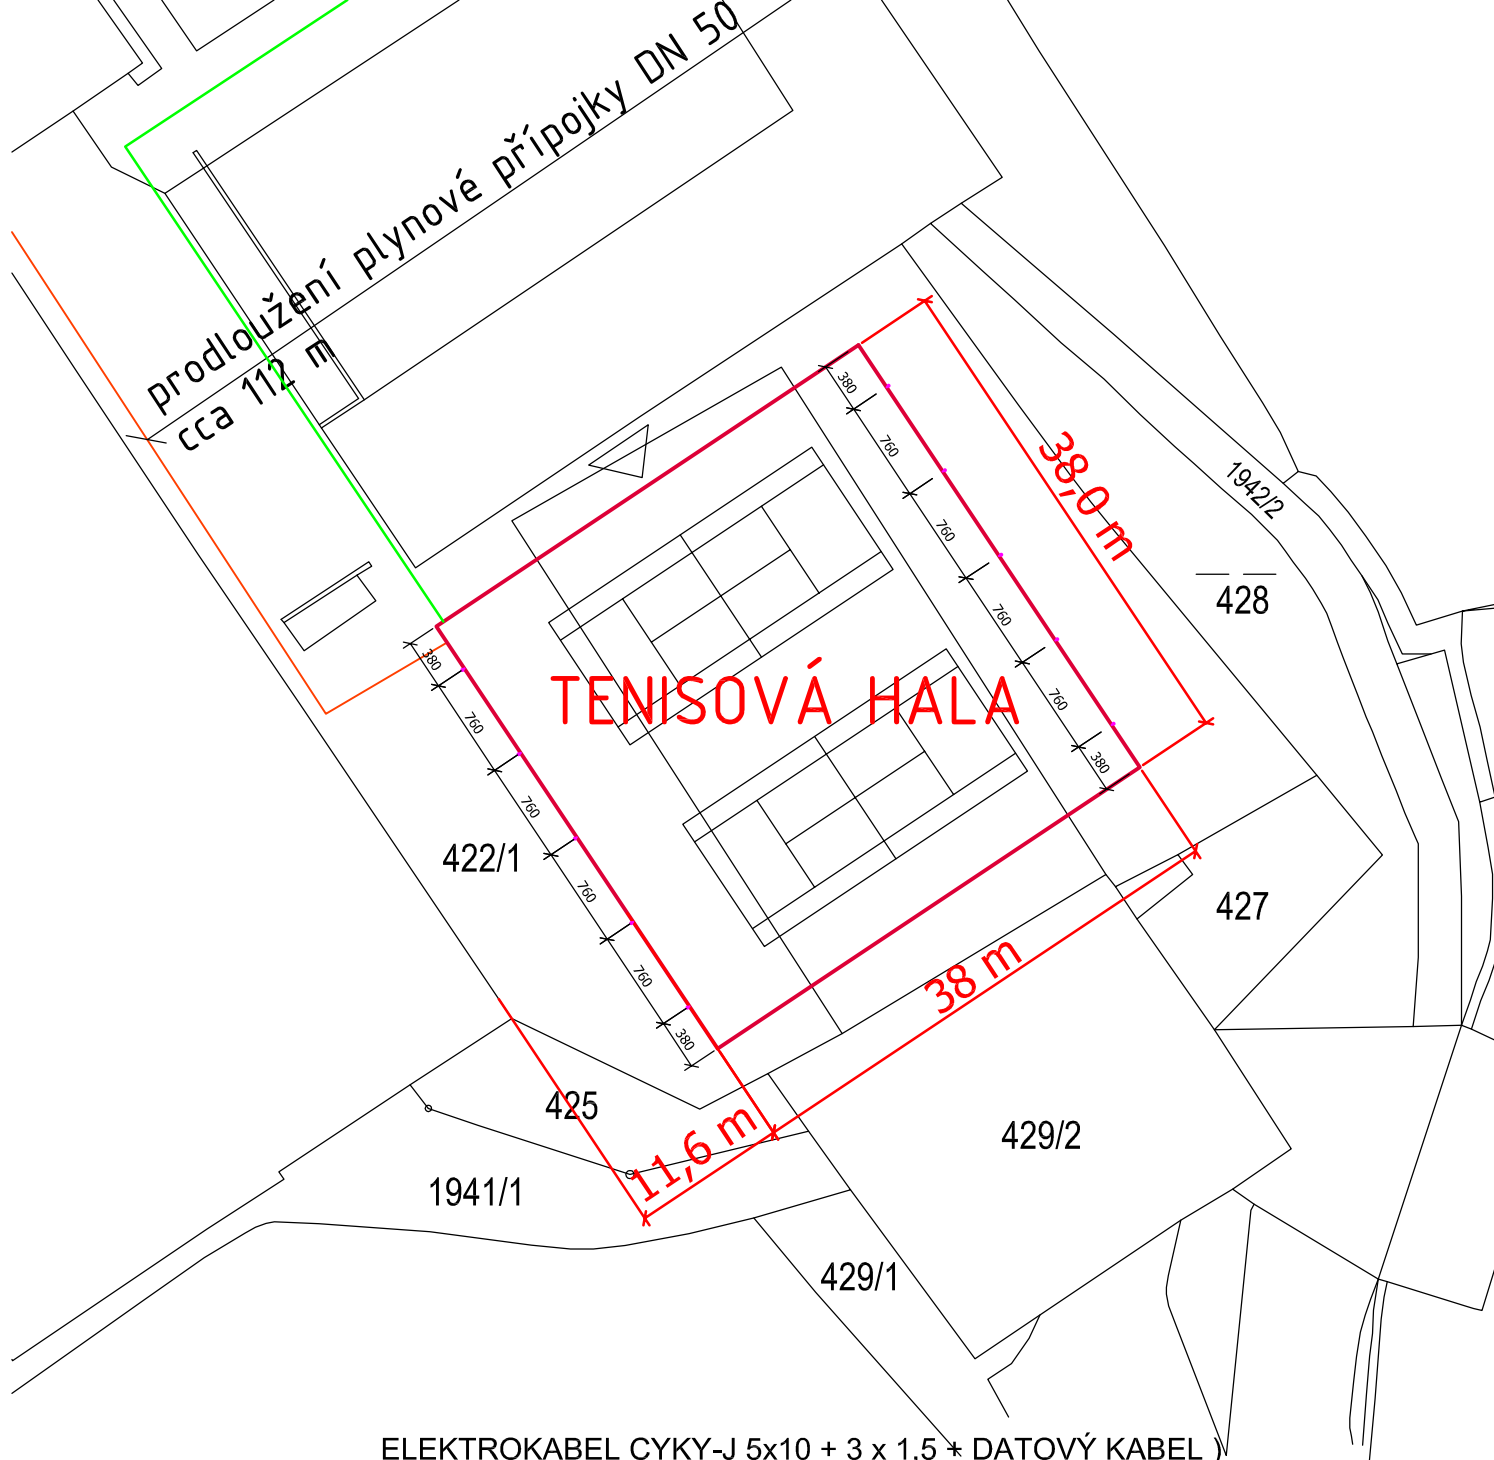 prodloužení plynové přípojky DN 50
cca 112 m
380
760
760
760
760
380
38,0 m
1942/2
428
TENISOVÁ HALA
380
760
760
760
760
380
422/1
427
38 m
425
11,6 m
429/2
1941/1
429/1
ELEKTROKABEL CYKY-J 5x10 + 3 x 1.5 + DATOVÝ KABEL )